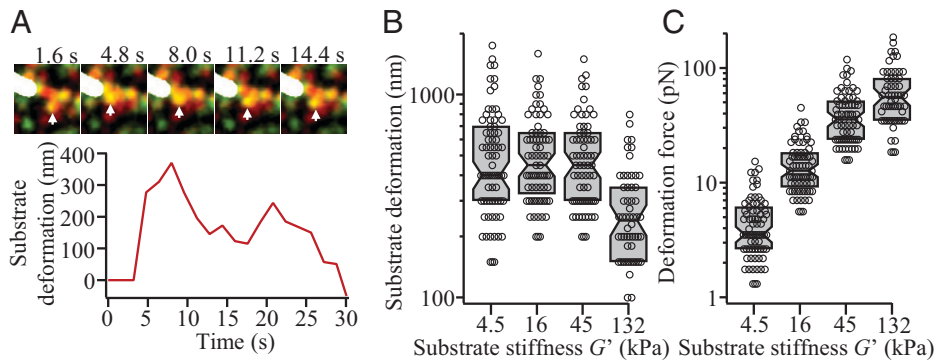 A
1.6 s 4.8 s 8.0 s 11.2 s 14.4 s
Substrate
deformation (nm)
400
300
200
100
0
0 5 10 15 20 25 30
Time (s)
B
Substrate deformation (nm)
1000
100
4.5 16 45 132
Substrate stiffness G' (kPa)
C
Deformation force (pN)
100
10
1
4.5 16 45 132
Substrate stiffness G' (kPa)